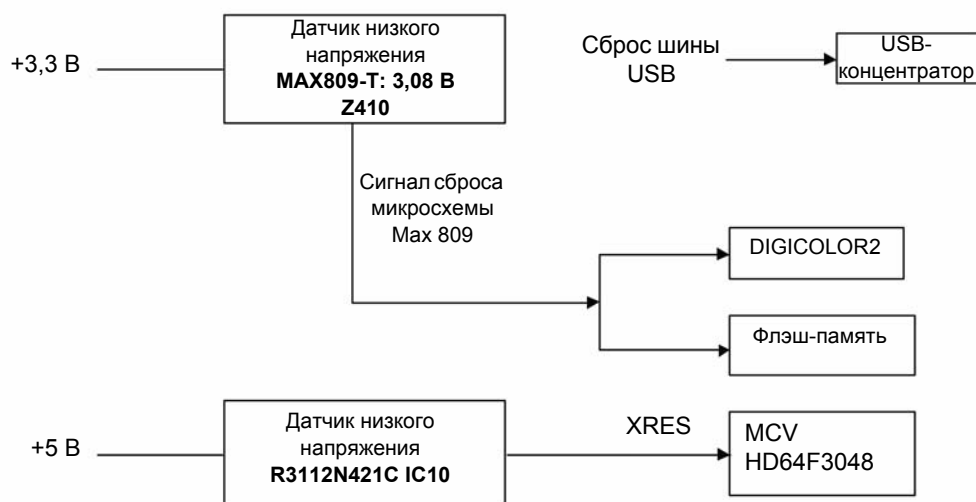 +3,3 В
Датчик низкого
напряжения
MAX809-T: 3,08 В
Z410
Сброс шины
USB
USB-
концентратор
Сигнал сброса
микросхемы
Max 809
DIGICOLOR2
Флэш-память
+5 В
Датчик низкого
напряжения
R3112N421C IC10
XRES
MCV
HD64F3048